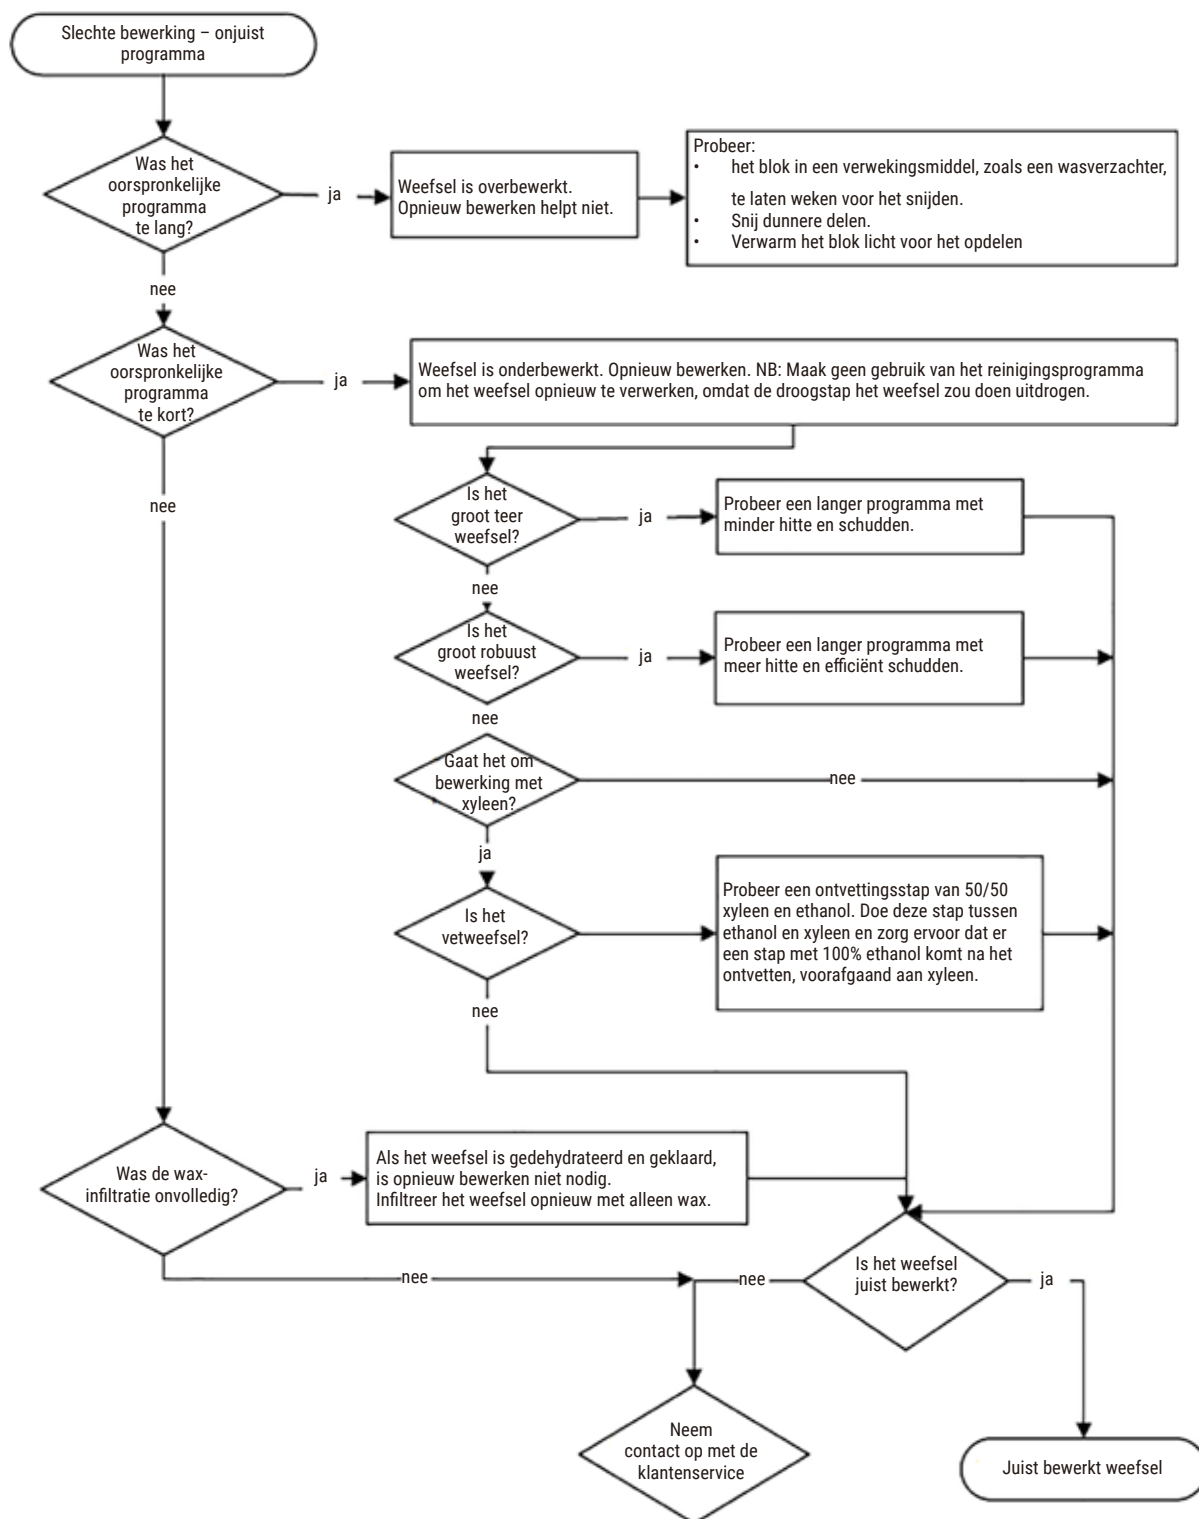 Slechte bewerking – onjuist
programma
Was het
oorspronkelijke
programma
te lang?
ja
Weefsel is overbewerkt.
Opnieuw bewerken helpt niet.
Probeer:
• het blok in een verwekingsmiddel, zoals een wasverzachter,
te laten weken voor het snijden.
• Snij dunnere delen.
• Verwarm het blok licht voor het opdelen
nee
Was het
oorspronkelijke
programma
te kort?
ja
Weefsel is onderbewerkt. Opnieuw bewerken. NB: Maak geen gebruik van het reinigingsprogramma
om het weefsel opnieuw te verwerken, omdat de droogstap het weefsel zou doen uitdrogen.
nee
Is het
groot teer
weefsel?
ja
Probeer een langer programma met
minder hitte en schudden.
nee
Is het
groot robuust
weefsel?
ja
Probeer een langer programma met
meer hitte en efficiënt schudden.
nee
Gaat het om
bewerking met
xyleen?
nee
ja
Is het
vetweefsel?
Probeer een ontvettingsstap van 50/50
xyleen en ethanol. Doe deze stap tussen
ethanol en xyleen en zorg ervoor dat er
een stap met 100% ethanol komt na het
ontvetten, voorafgaand aan xyleen.
nee
Was de wax-
infiltratie onvolledig?
ja
Als het weefsel is gedehydrateerd en geklaard,
is opnieuw bewerken niet nodig.
Infiltreer het weefsel opnieuw met alleen wax.
nee
nee
Is het weefsel
juist bewerkt?
ja
Neem
contact op met de
klantenservice
Juist bewerkt weefsel